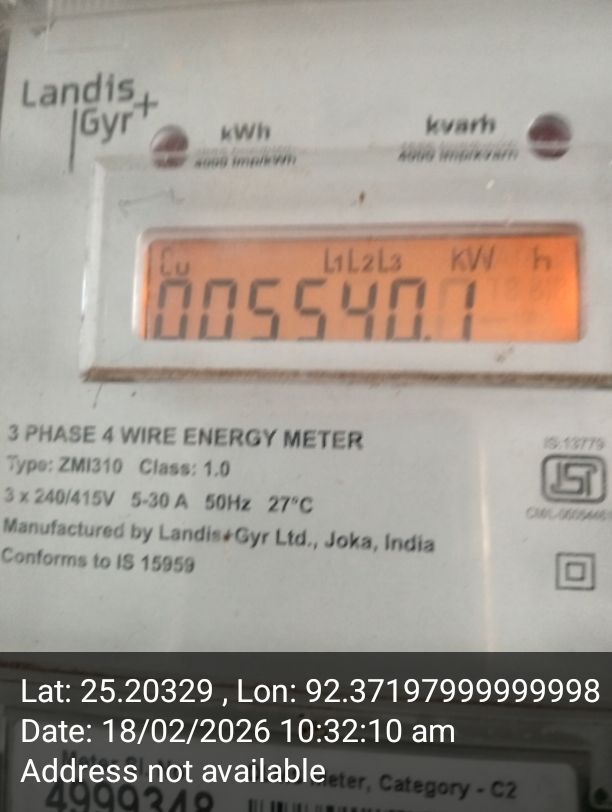 Landis+
Gyr
kWh
kvarh
4000 imp/kWh
4000 imp/kvarh
Cu L1L2L3 kW h
005540.1
3 PHASE 4 WIRE ENERGY METER
Type: ZMI310 Class: 1.0
3 x 240/415V 5-30 A 50Hz 27°C
Manufactured by Landis+Gyr Ltd., Joka, India
Conforms to IS 15959
IS:13779
Lat: 25.20329 , Lon: 92.37197999999998
Date: 18/02/2026 10:32:10 am
Address not available
Meter, Category - C2
4999348